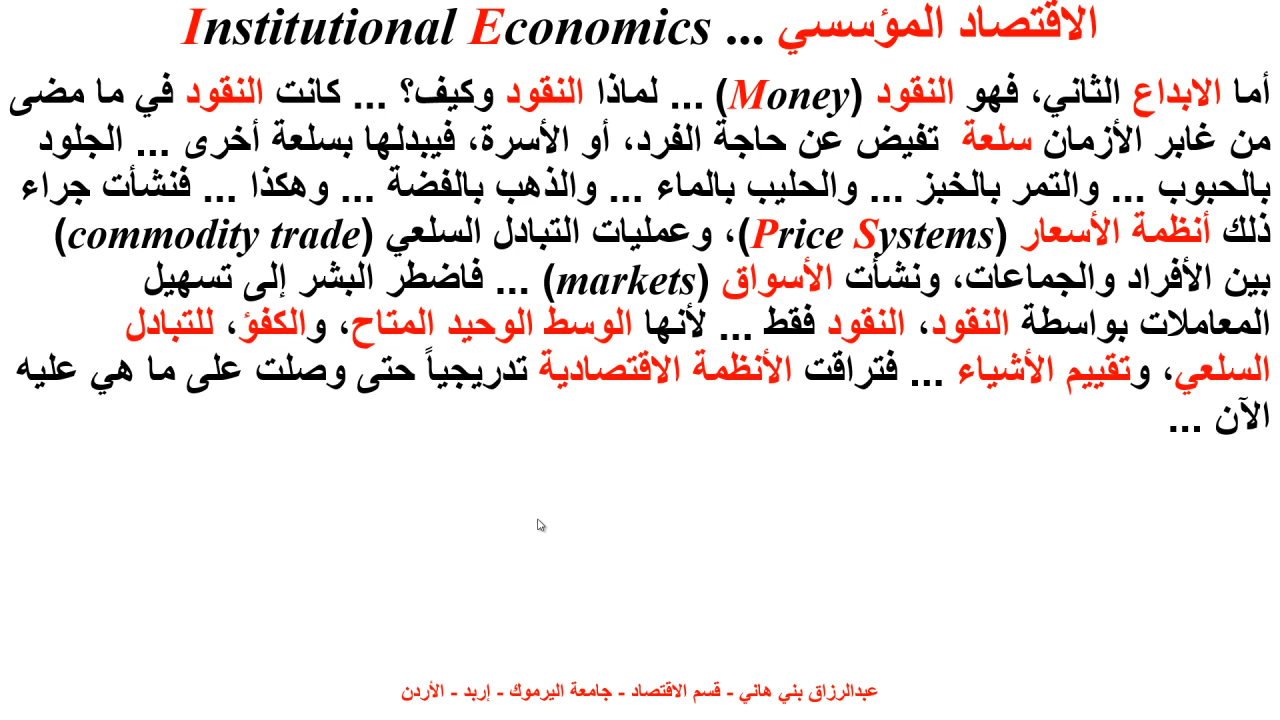 الاقتصاد المؤسسي ... Institutional Economics
أما الابداع الثاني، فهو النقود (Money) ... لماذا النقود وكيف؟ ... كانت النقود في ما مضى
من غابر الأزمان سلعة تفيض عن حاجة الفرد، أو الأسرة، فيبدلها بسلعة أخرى ... الجلود
بالحبوب ... والتمر بالخبز ... والحليب بالماء ... والذهب بالفضة ... وهكذا ... فنشأت جراء
ذلك أنظمة الأسعار (Price Systems)، وعمليات التبادل السلعي (commodity trade)
بين الأفراد والجماعات، ونشأت الأسواق (markets) ... فاضطر البشر إلى تسهيل
المعاملات بواسطة النقود، النقود فقط ... لأنها الوسط الوحيد المتاح، والكفؤ، للتبادل
السلعي، وتقييم الأشياء ... فتراقت الأنظمة الاقتصادية تدريجياً حتى وصلت على ما هي عليه
الآن ...
عبدالرزاق بني هاني - قسم الاقتصاد - جامعة اليرموك - إربد - الأردن